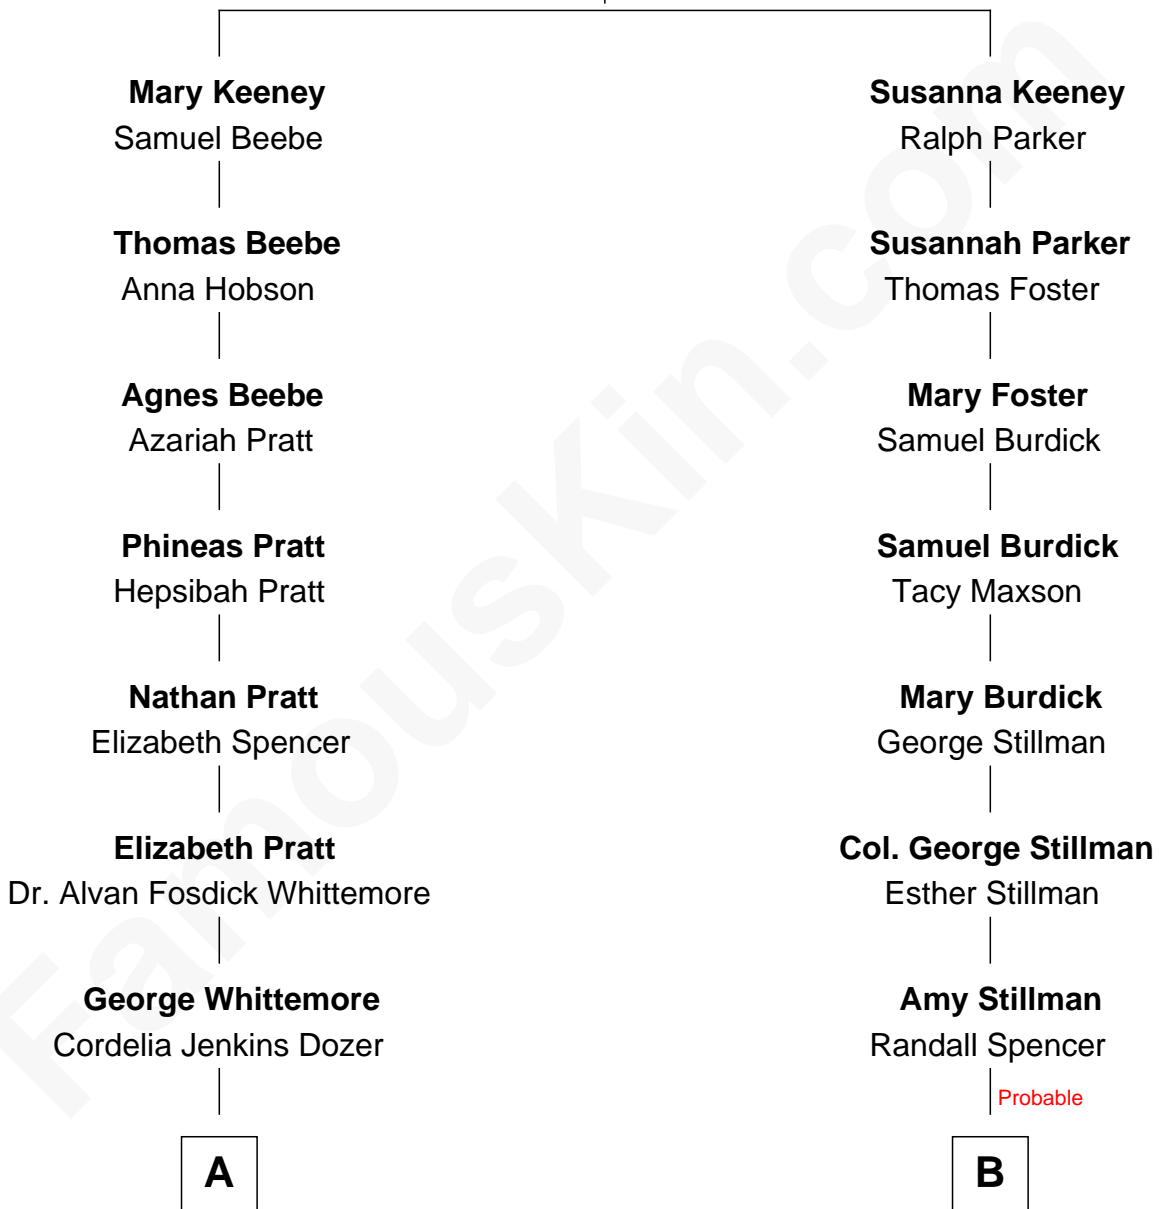 Mary Keeney
Samuel Beebe
Susanna Keeney
Ralph Parker
Thomas Beebe
Anna Hobson
Susannah Parker
Thomas Foster
Agnes Beebe
Azariah Pratt
Mary Foster
Samuel Burdick
Phineas Pratt
Hepsibah Pratt
Samuel Burdick
Tacy Maxson
Nathan Pratt
Elizabeth Spencer
Mary Burdick
George Stillman
Elizabeth Pratt
Dr. Alvan Fosdick Whittemore
Col. George Stillman
Esther Stillman
George Whittemore
Cordelia Jenkins Dozer
Amy Stillman
Randall Spencer
Probable
A
B
FamousKin.com